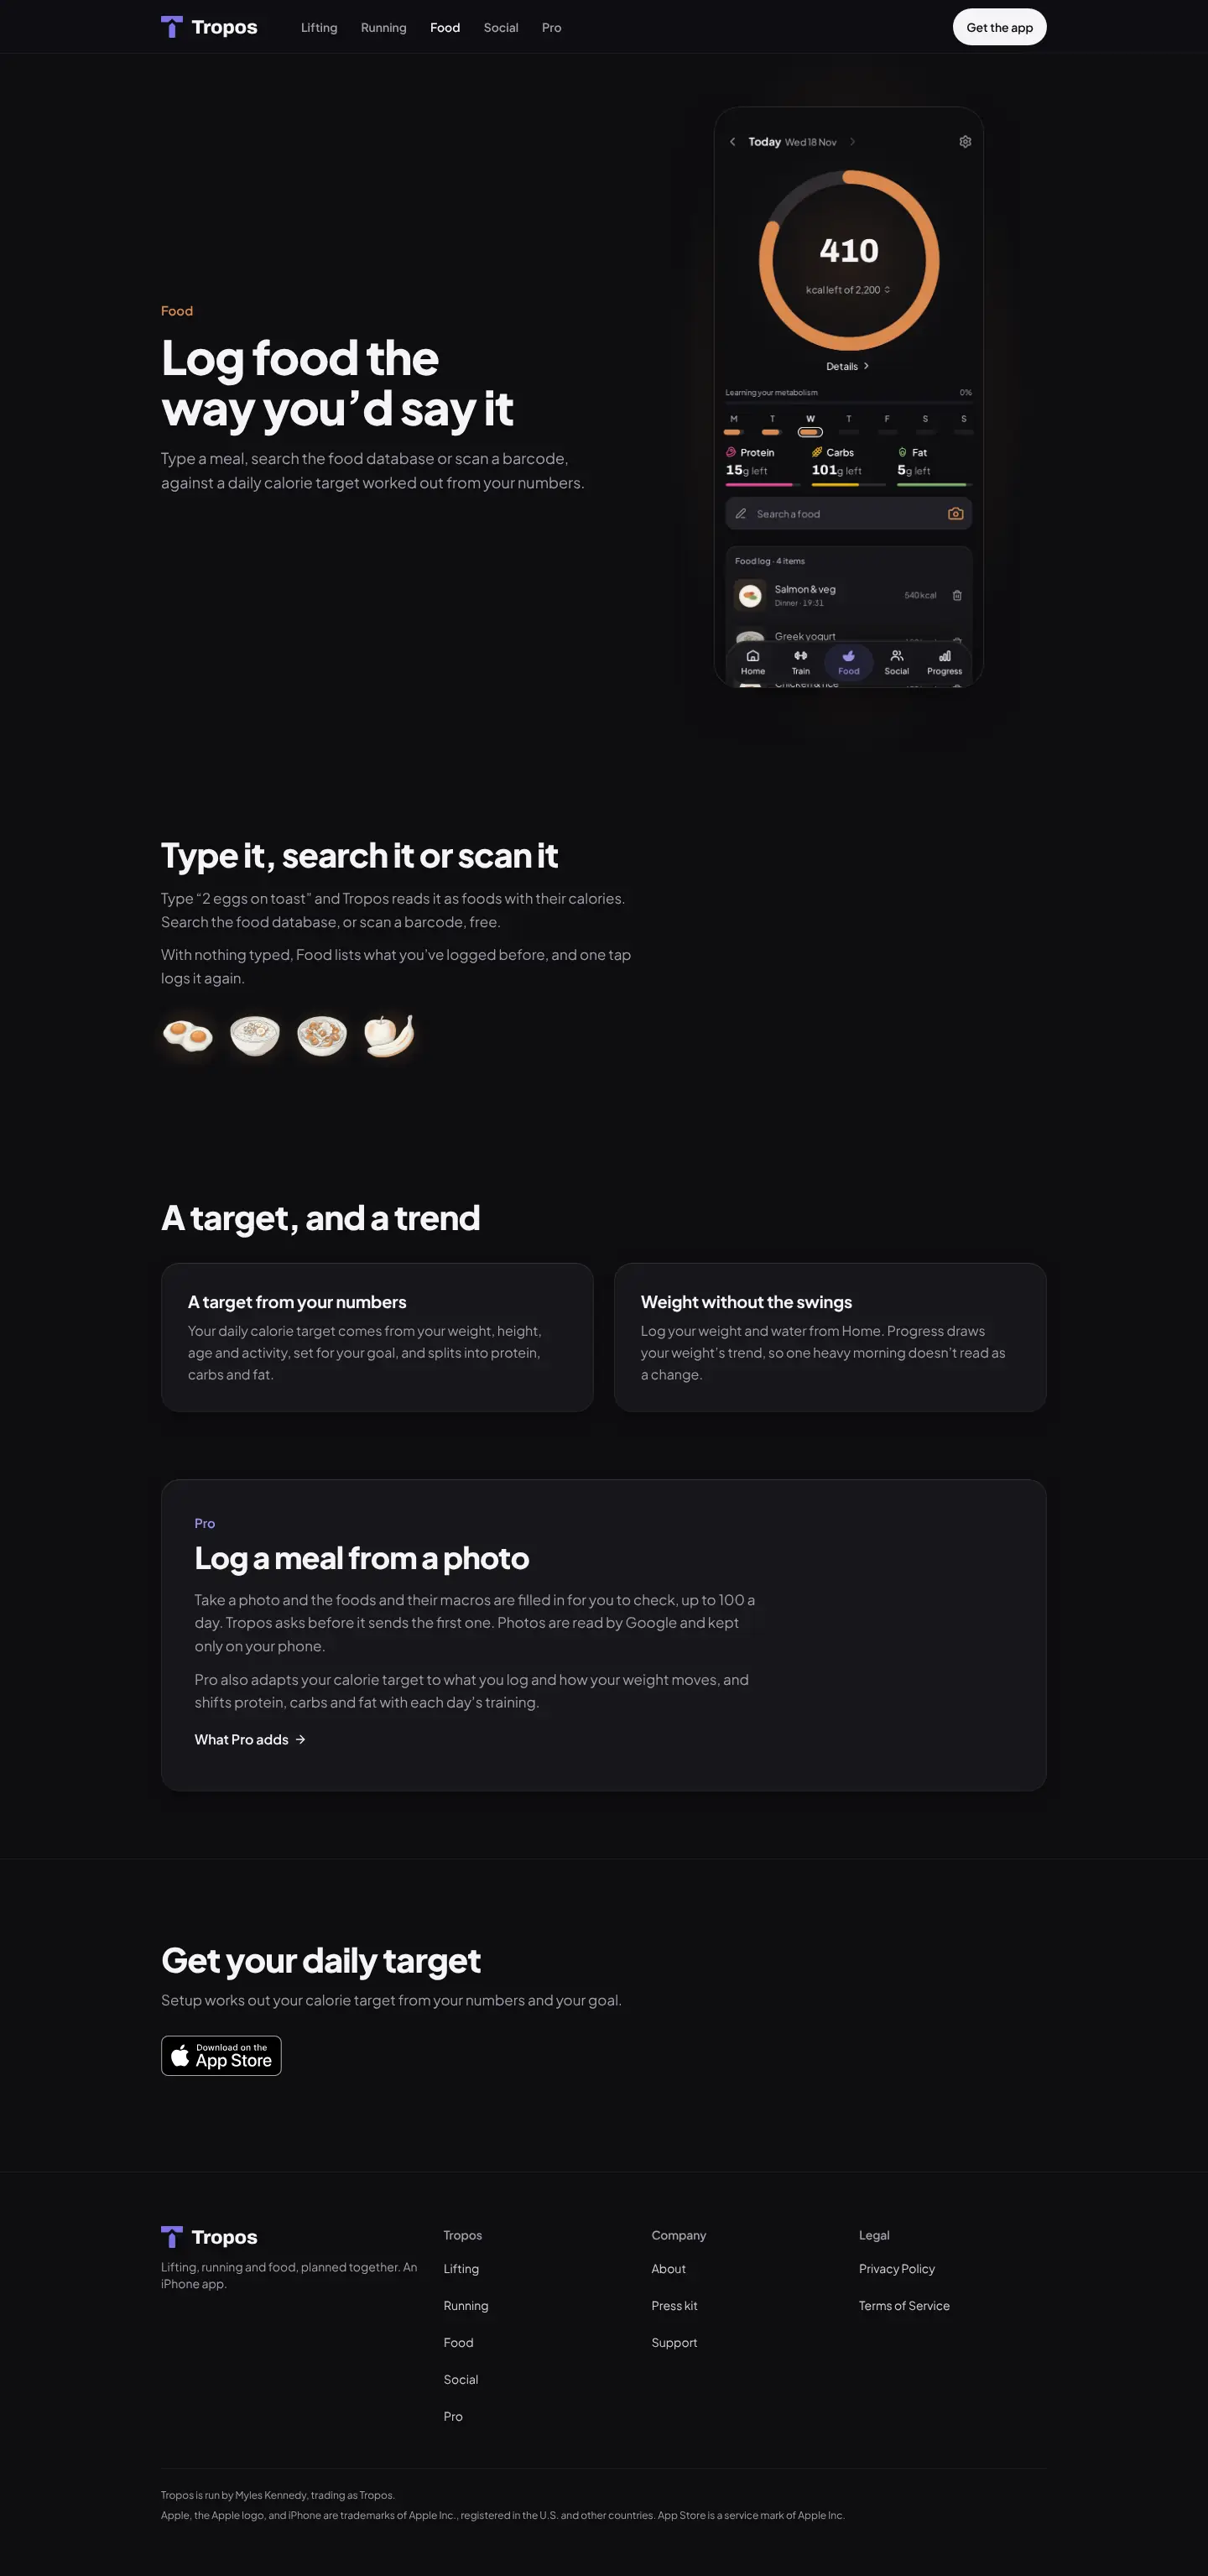 Tropos
Lifting
Running
Food
Social
Pro
Get the app
Food
Log food the
way you’d say it
Type a meal, search the food database or scan a barcode,
against a daily calorie target worked out from your numbers.
Today Wed 18 Nov
410
kcal left of 2,200
Details
Learning your metabolism 0%
M T W T F S S
Protein Carbs Fat
15g left 101g left 5g left
Search a food
Food log · 4 items
Salmon & veg
540 kcal
Dinner · 19:31
Greek yogurt
Home Train Food Social Progress
Chicken & rice
Type it, search it or scan it
Type “2 eggs on toast” and Tropos reads it as foods with their calories.
Search the food database, or scan a barcode, free.
With nothing typed, Food lists what you’ve logged before, and one tap
logs it again.
A target, and a trend
A target from your numbers
Your daily calorie target comes from your weight, height,
age and activity, set for your goal, and splits into protein,
carbs and fat.
Weight without the swings
Log your weight and water from Home. Progress draws
your weight’s trend, so one heavy morning doesn’t read as
a change.
Pro
Log a meal from a photo
Take a photo and the foods and their macros are filled in for you to check, up to 100 a
day. Tropos asks before it sends the first one. Photos are read by Google and kept
only on your phone.
Pro also adapts your calorie target to what you log and how your weight moves, and
shifts protein, carbs and fat with each day’s training.
What Pro adds
Get your daily target
Setup works out your calorie target from your numbers and your goal.
Download on the
App Store
Tropos
Lifting, running and food, planned together. An
iPhone app.
Tropos
Lifting
Running
Food
Social
Pro
Company
About
Press kit
Support
Legal
Privacy Policy
Terms of Service
Tropos is run by Myles Kennedy, trading as Tropos.
Apple, the Apple logo, and iPhone are trademarks of Apple Inc., registered in the U.S. and other countries. App Store is a service mark of Apple Inc.